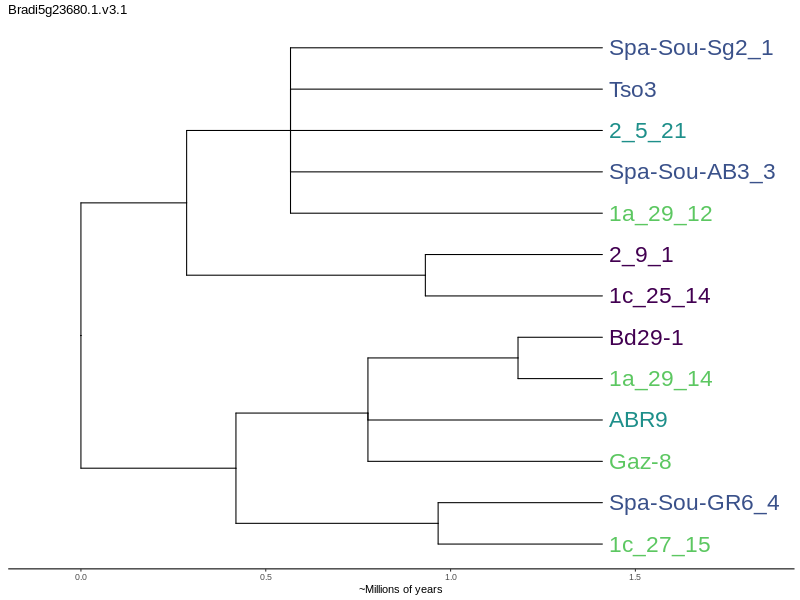 Bradi5g23680.1.v3.1
Spa-Sou-Sg2_1
Tso3
2_5_21
Spa-Sou-AB3_3
1a_29_12
2_9_1
1c_25_14
Bd29-1
1a_29_14
ABR9
Gaz-8
Spa-Sou-GR6_4
1c_27_15
0.0 0.5 1.0 1.5
~Millions of years